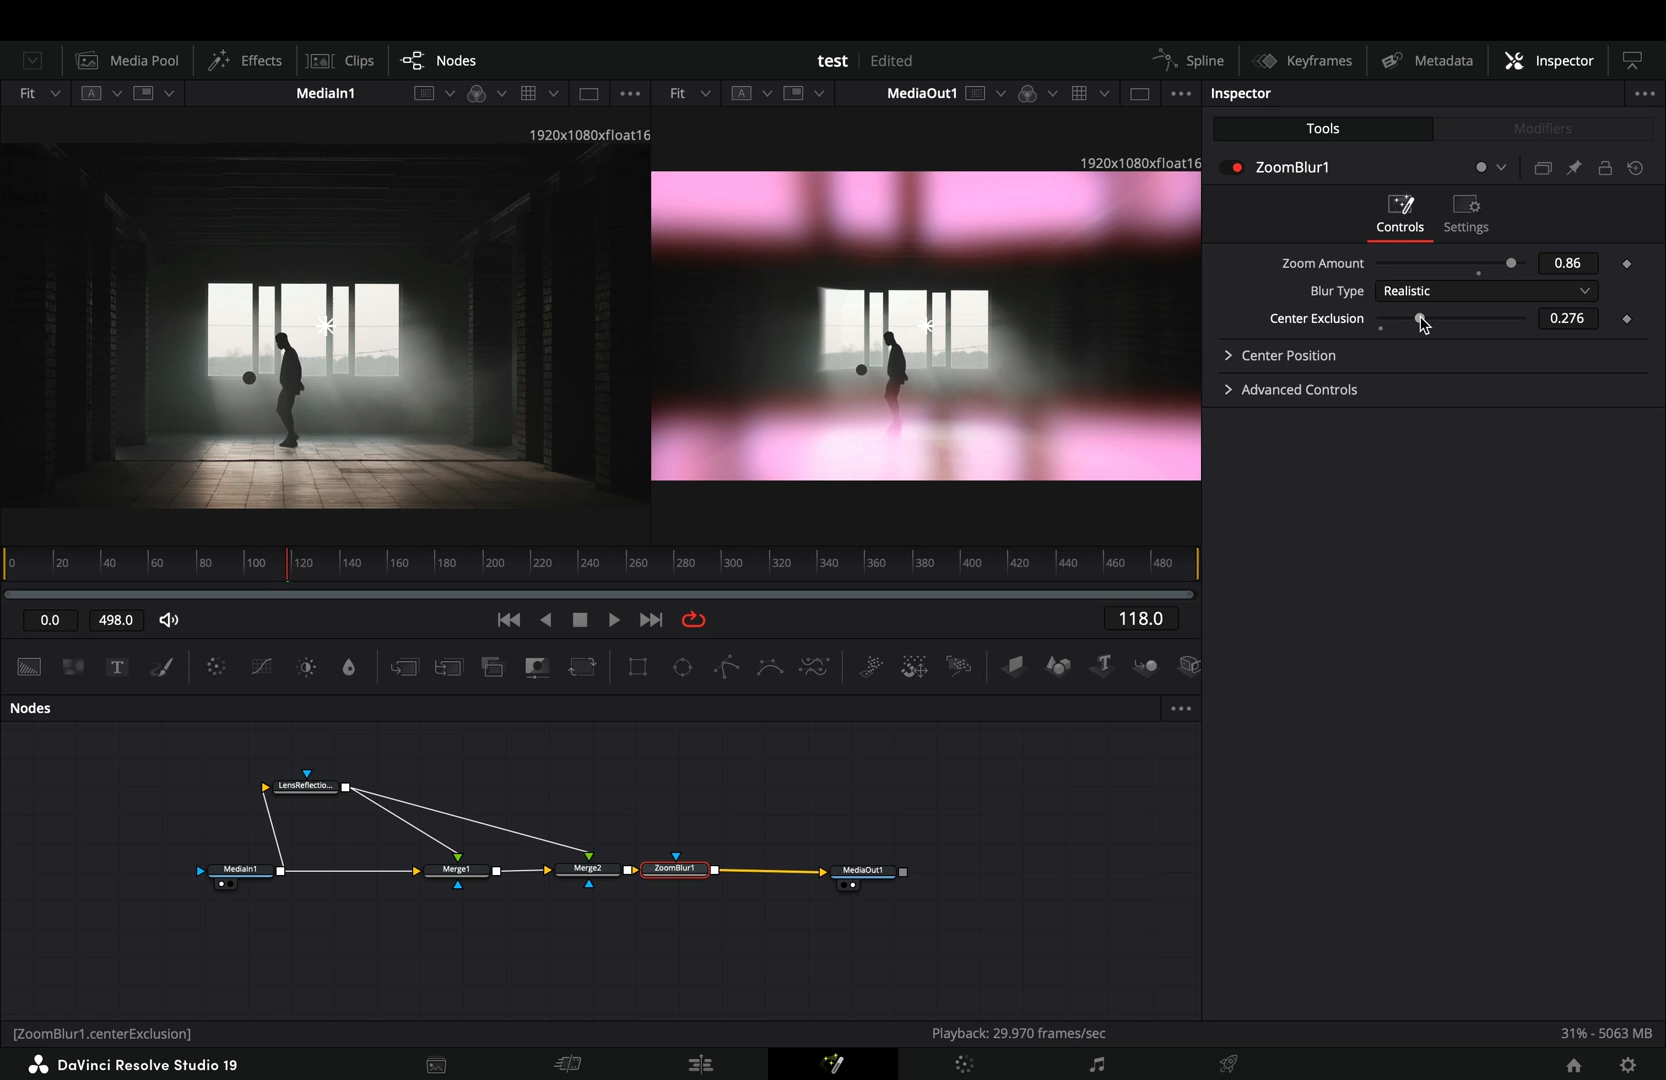 Media Pool Effects Clips Nodes test Edited Spline Keyframes Metadata Inspector
Fit A MediaIn1 Fit A MediaOut1 Inspector
1920x1080xfloat16
1920x1080xfloat16
Tools Modifiers
ZoomBlur1
Controls Settings
Zoom Amount 0.86
Blur Type Realistic
Center Exclusion 0.276
Center Position
Advanced Controls
0 20 40 60 80 100 120 140 160 180 200 220 240 260 280 300 320 340 360 380 400 420 440 460 480
0.0 498.0 118.0
T T
Nodes
LensReflectio...
MediaIn1 Merge1 Merge2 ZoomBlur1 MediaOut1
[ZoomBlur1.centerExclusion] Playback: 29.970 frames/sec 31% - 5063 MB
DaVinci Resolve Studio 19